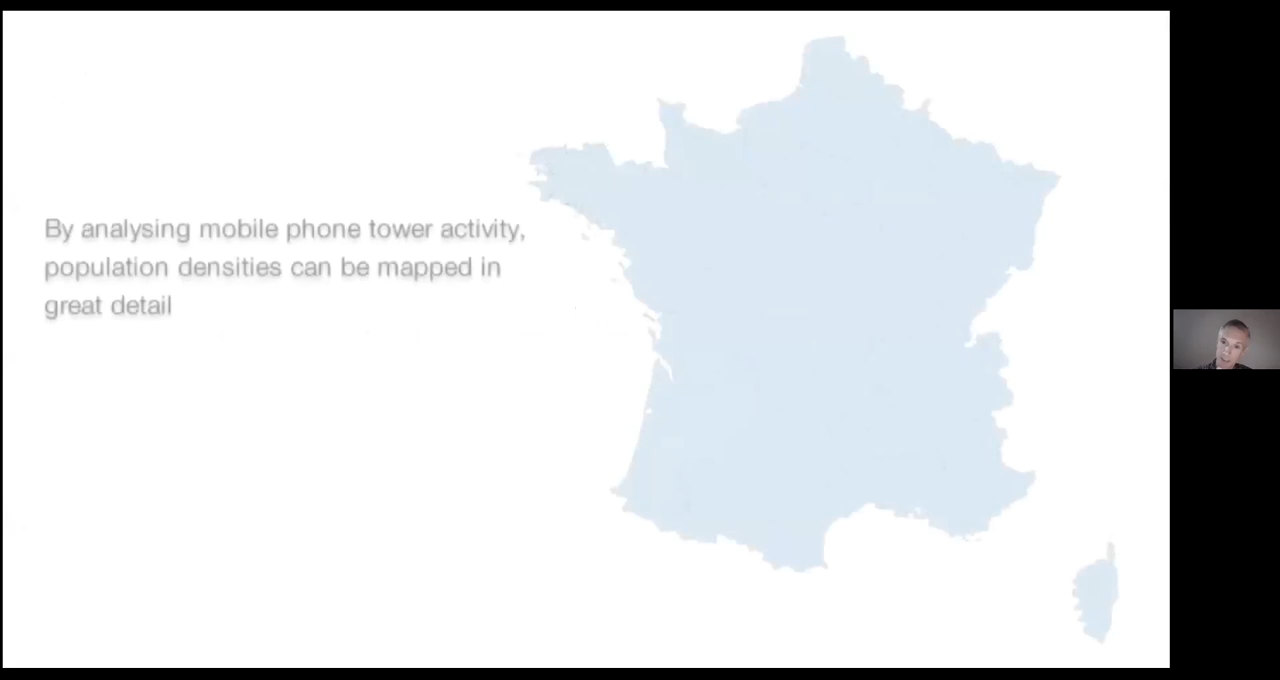 By analysing mobile phone tower activity,
population densities can be mapped in
great detail